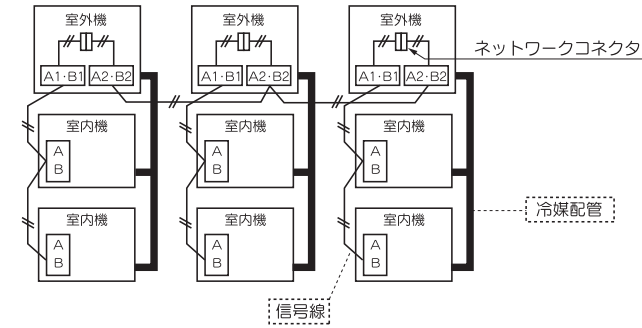 室外機 室外機 室外機
ネットワークコネクタ
A1・B1 A2・B2 A1・B1 A2・B2 A1・B1 A2・B2
室内機 室内機 室内機
A A A
B B B
冷媒配管
室内機 室内機 室内機
A A A
B B B
信号線